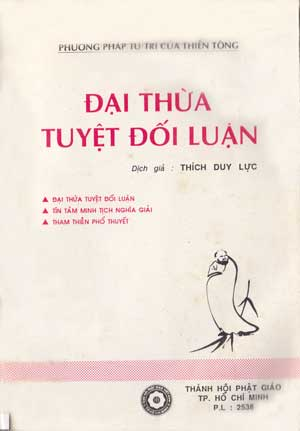 PHƯƠNG PHÁP TU TRÌ CỦA THIỀN TÔNG
ĐẠI THỪA
TUYỆT ĐỐI LUẬN
Dịch giả : THÍCH DUY LỰC
▲ ĐẠI THỪA TUYỆT ĐỐI LUẬN
▲ TÍN TÂM MINH TỊCH NGHĨA GIẢI
▲ THAM THIỀN PHỔ THUYẾT
THÀNH HỘI PHẬT GIÁO
TP. HỒ CHÍ MINH
P.L : 2538